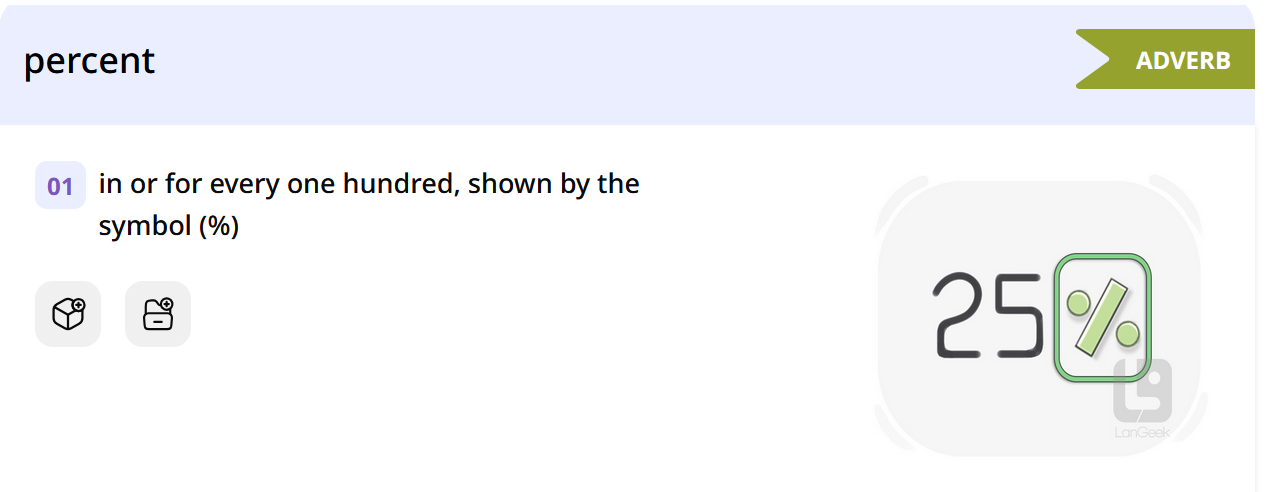 percent
ADVERB
01 in or for every one hundred, shown by the
symbol (%)
25%
LanGeek